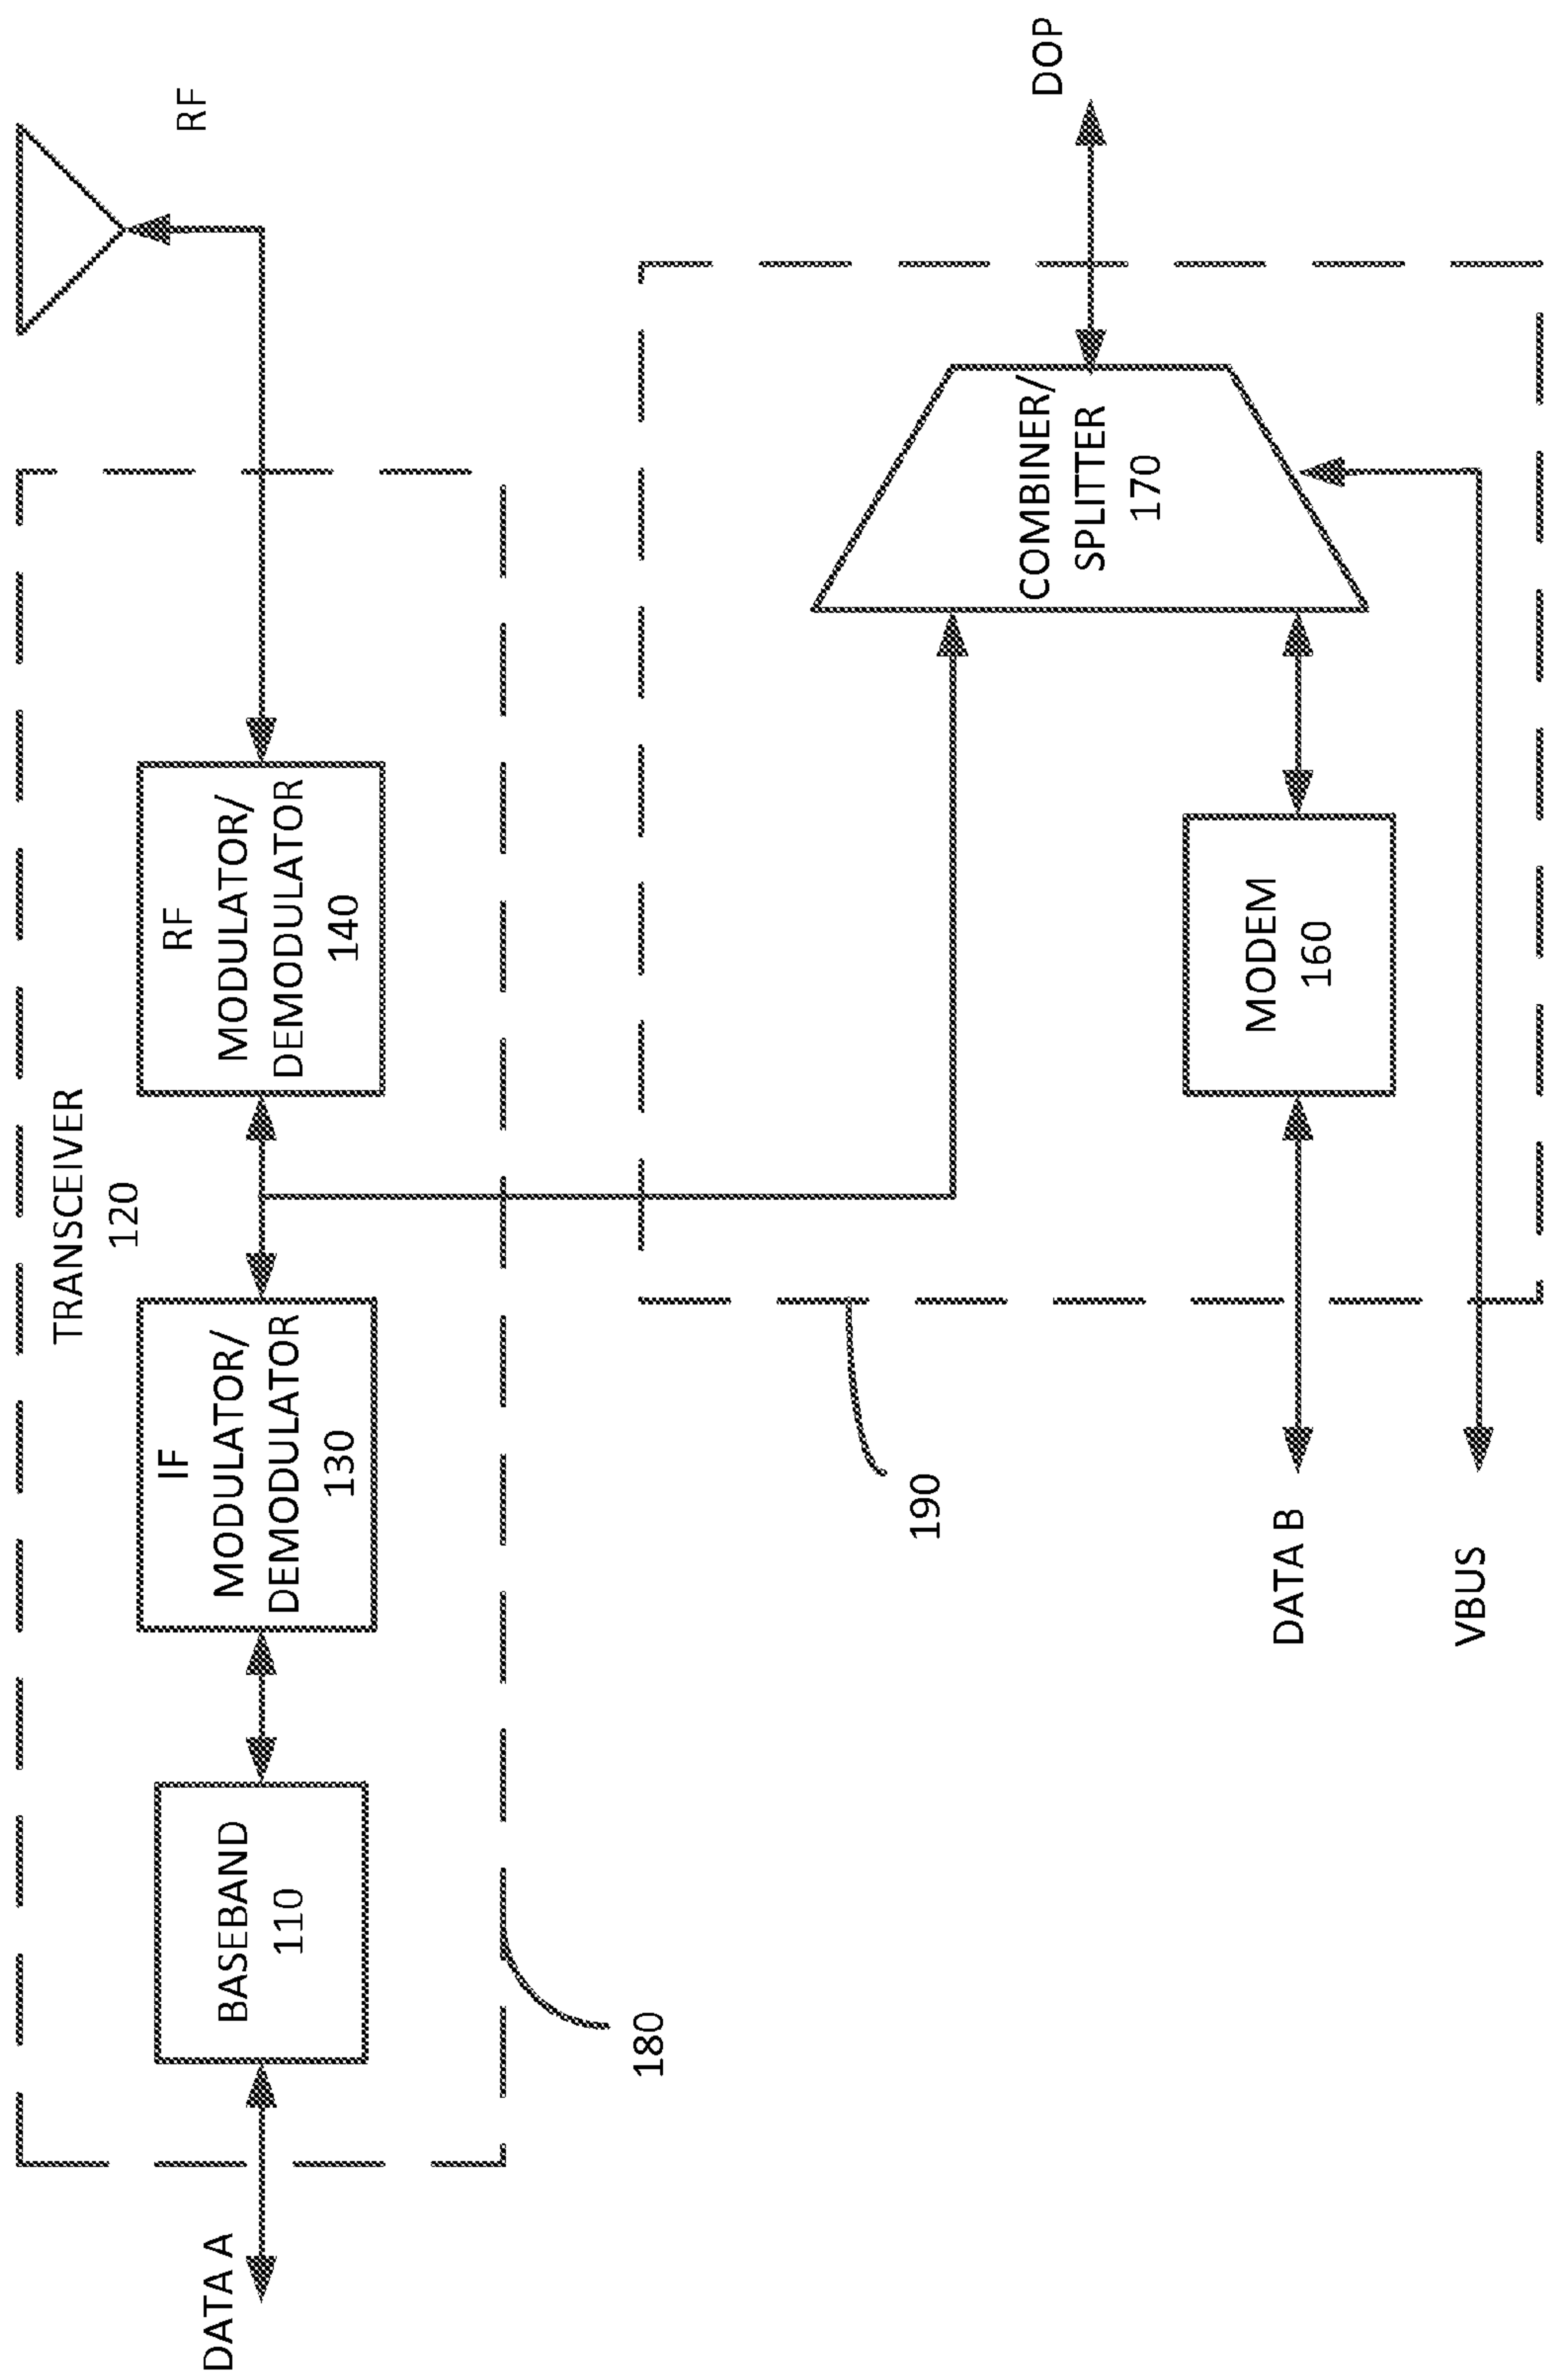 TRANSCEIVER
120
RF
DATA A
BASEBAND
110
IF
MODULATOR/
DEMODULATOR
130
RF
MODULATOR/
DEMODULATOR
140
180
190
COMBINER/
SPLITTER
170
DOP
DATA B
MODEM
160
VBUS